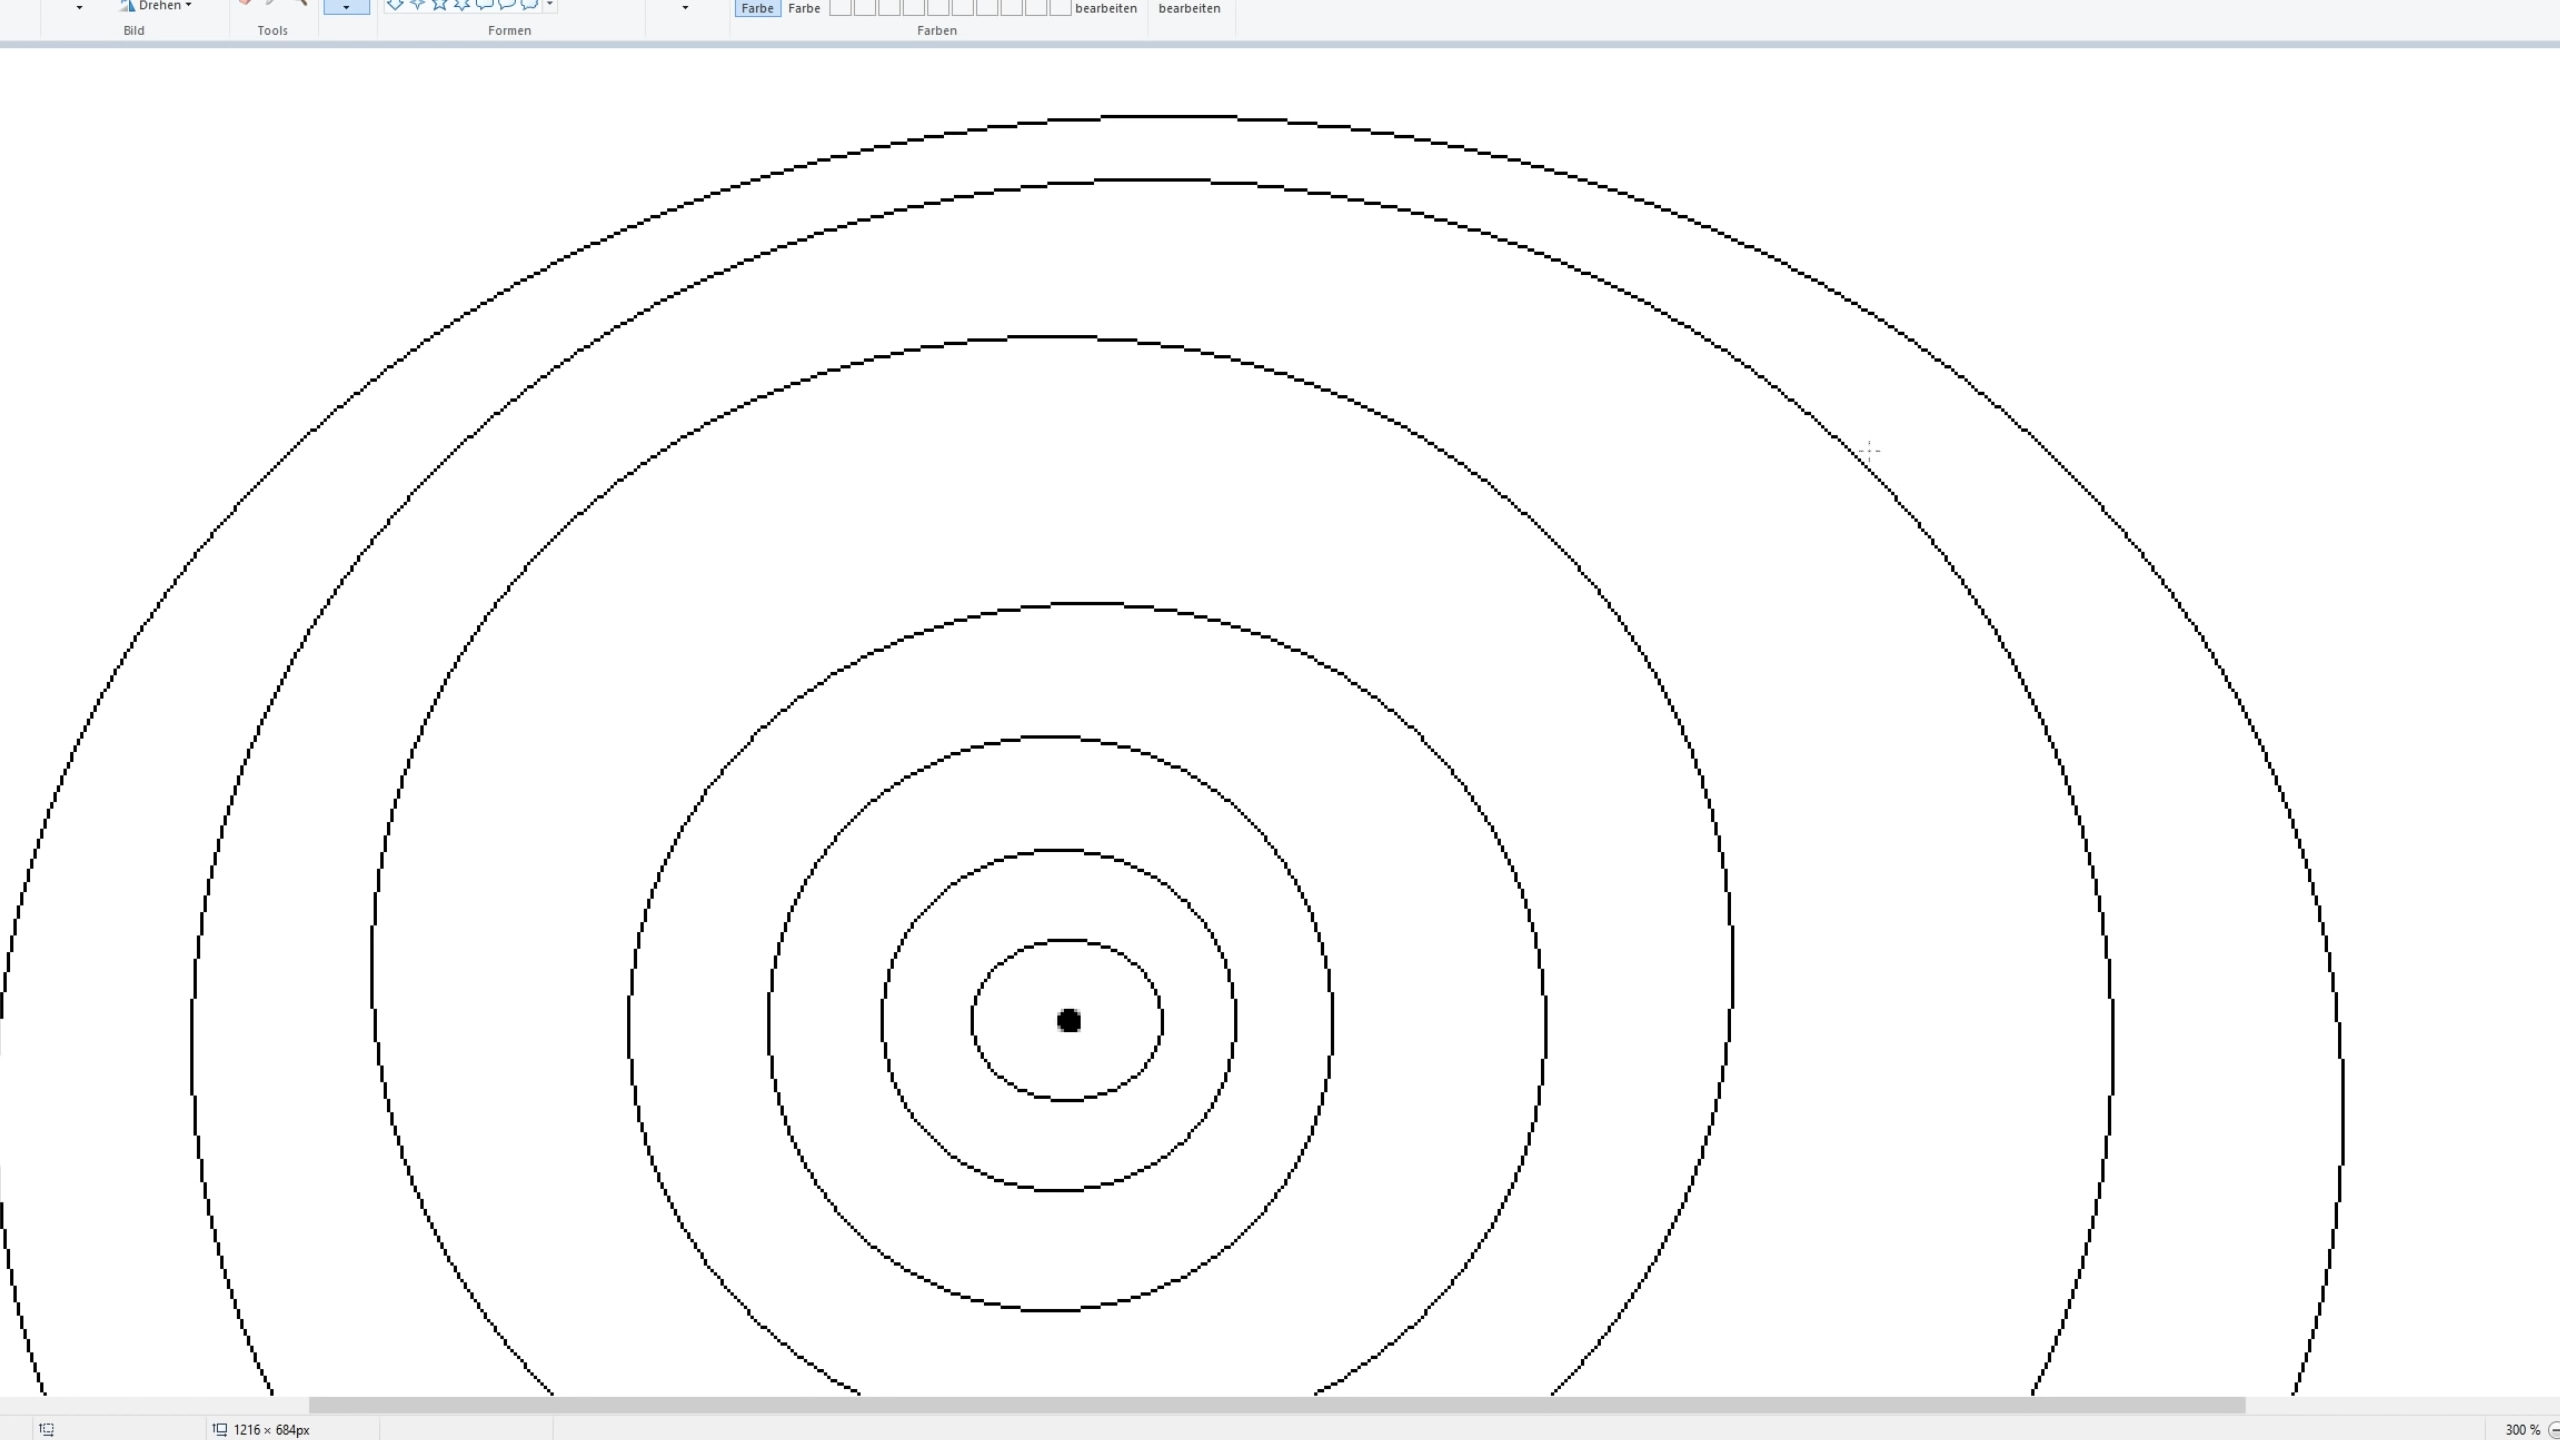 Drehen
Farbe Farbe bearbeiten bearbeiten
Bild Tools Formen Farben
1216 × 684px 300 %